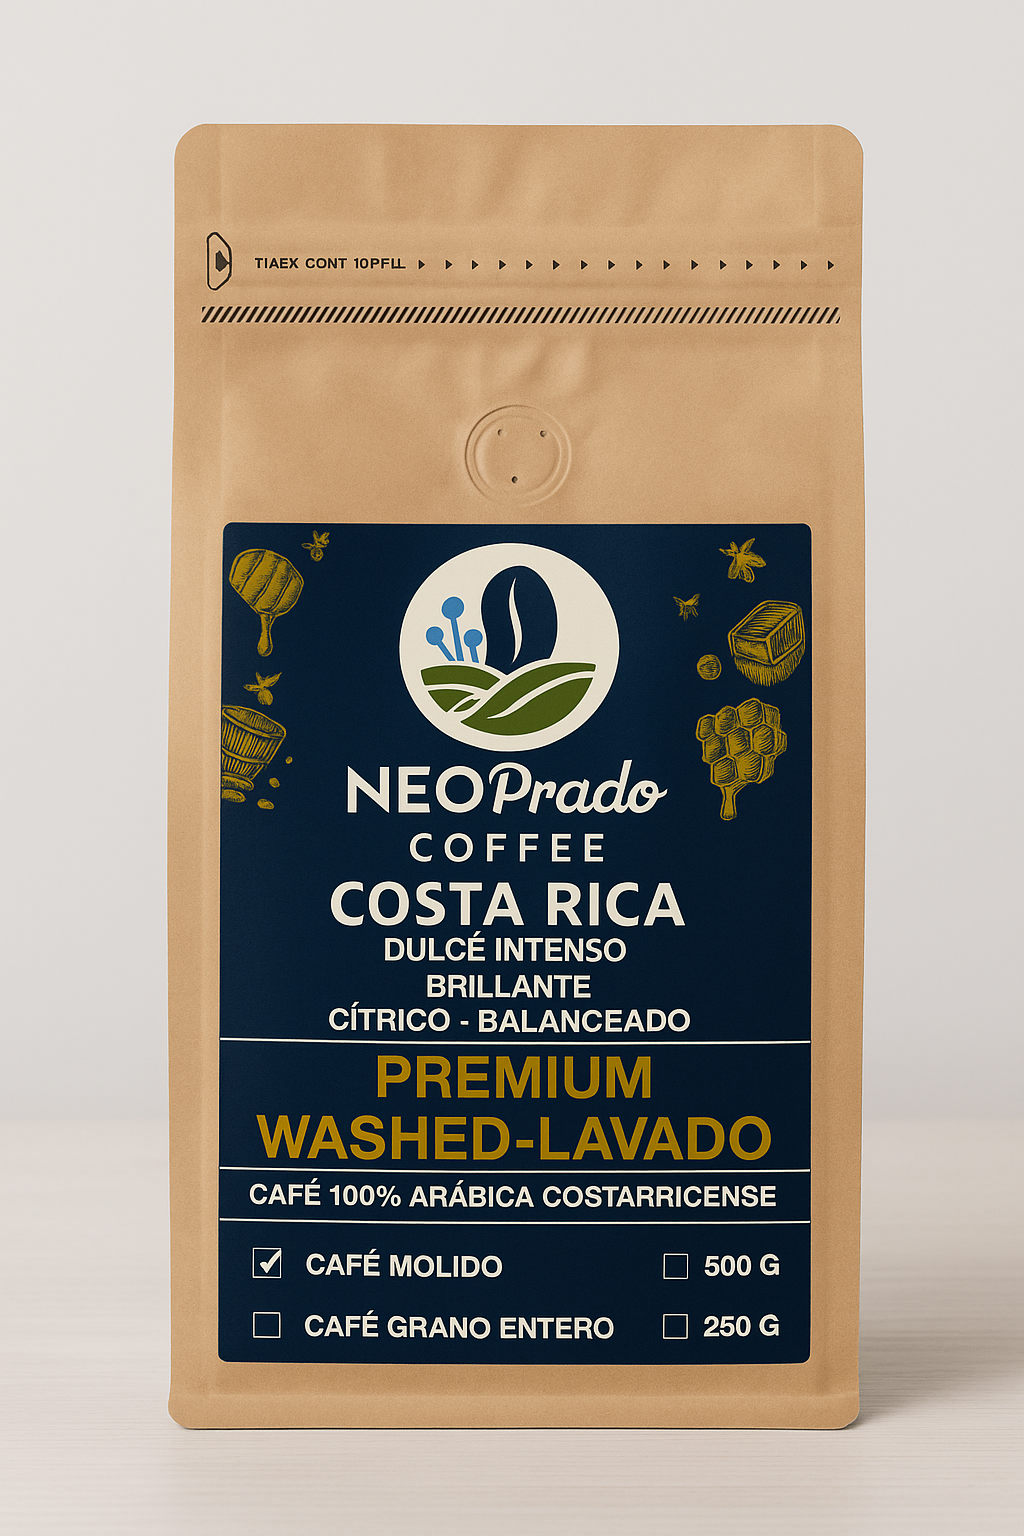 TIAEX CONT 10PFLL
NEOPrado
COFFEE
COSTA RICA
DULCÉ INTENSO
BRILLANTE
CÍTRICO - BALANCEADO
PREMIUM
WASHED-LAVADO
CAFÉ 100% ARÁBICA COSTARRICENSE
CAFÉ MOLIDO 500 G
CAFÉ GRANO ENTERO 250 G